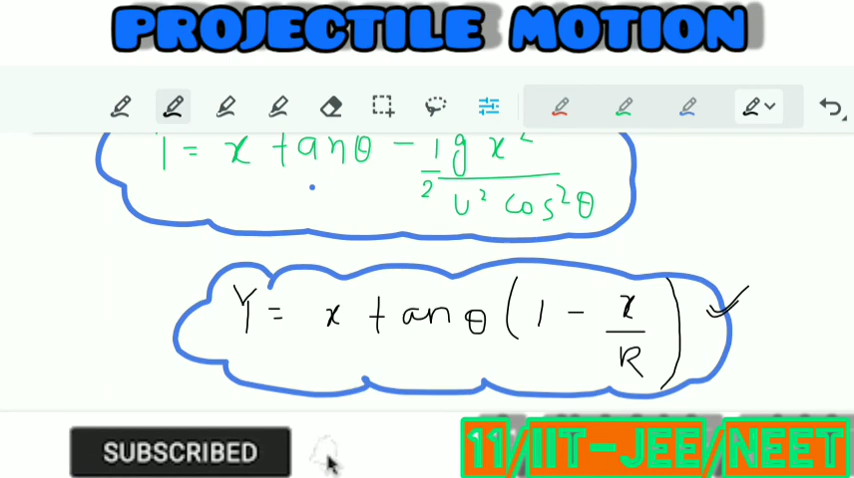 PROJECTILE MOTION
Y = x tanθ - 1/2 g x² / u² cos²θ
Y = x tanθ (1 - x/R)
SUBSCRIBED
11/IIT-JEE/NEET